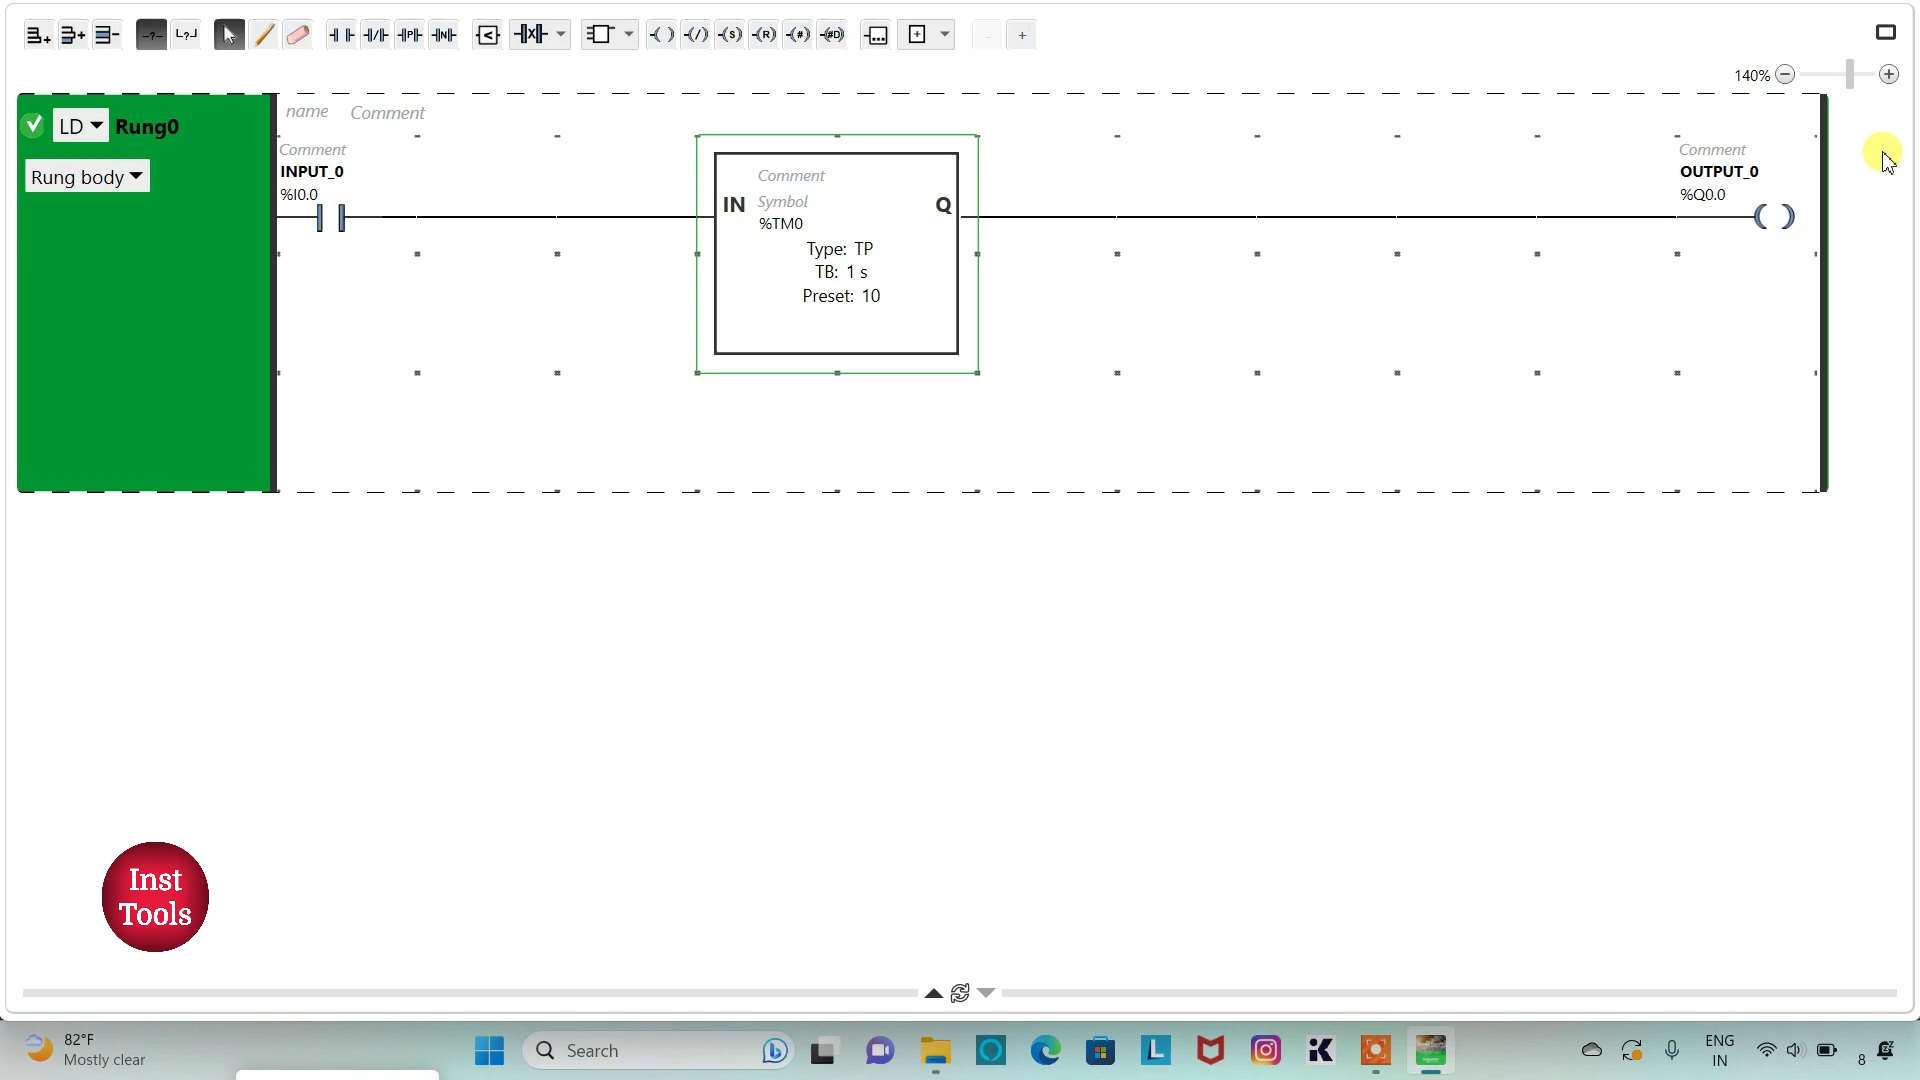 140%
LD
Rung0
name
Comment
Rung body
Comment
INPUT_0
%I0.0
Comment
IN
Symbol
Q
%TM0
Type: TP
TB: 1 s
Preset: 10
Comment
OUTPUT_0
%Q0.0
Inst
Tools
82°F
Mostly clear
Search
ENG
IN
8